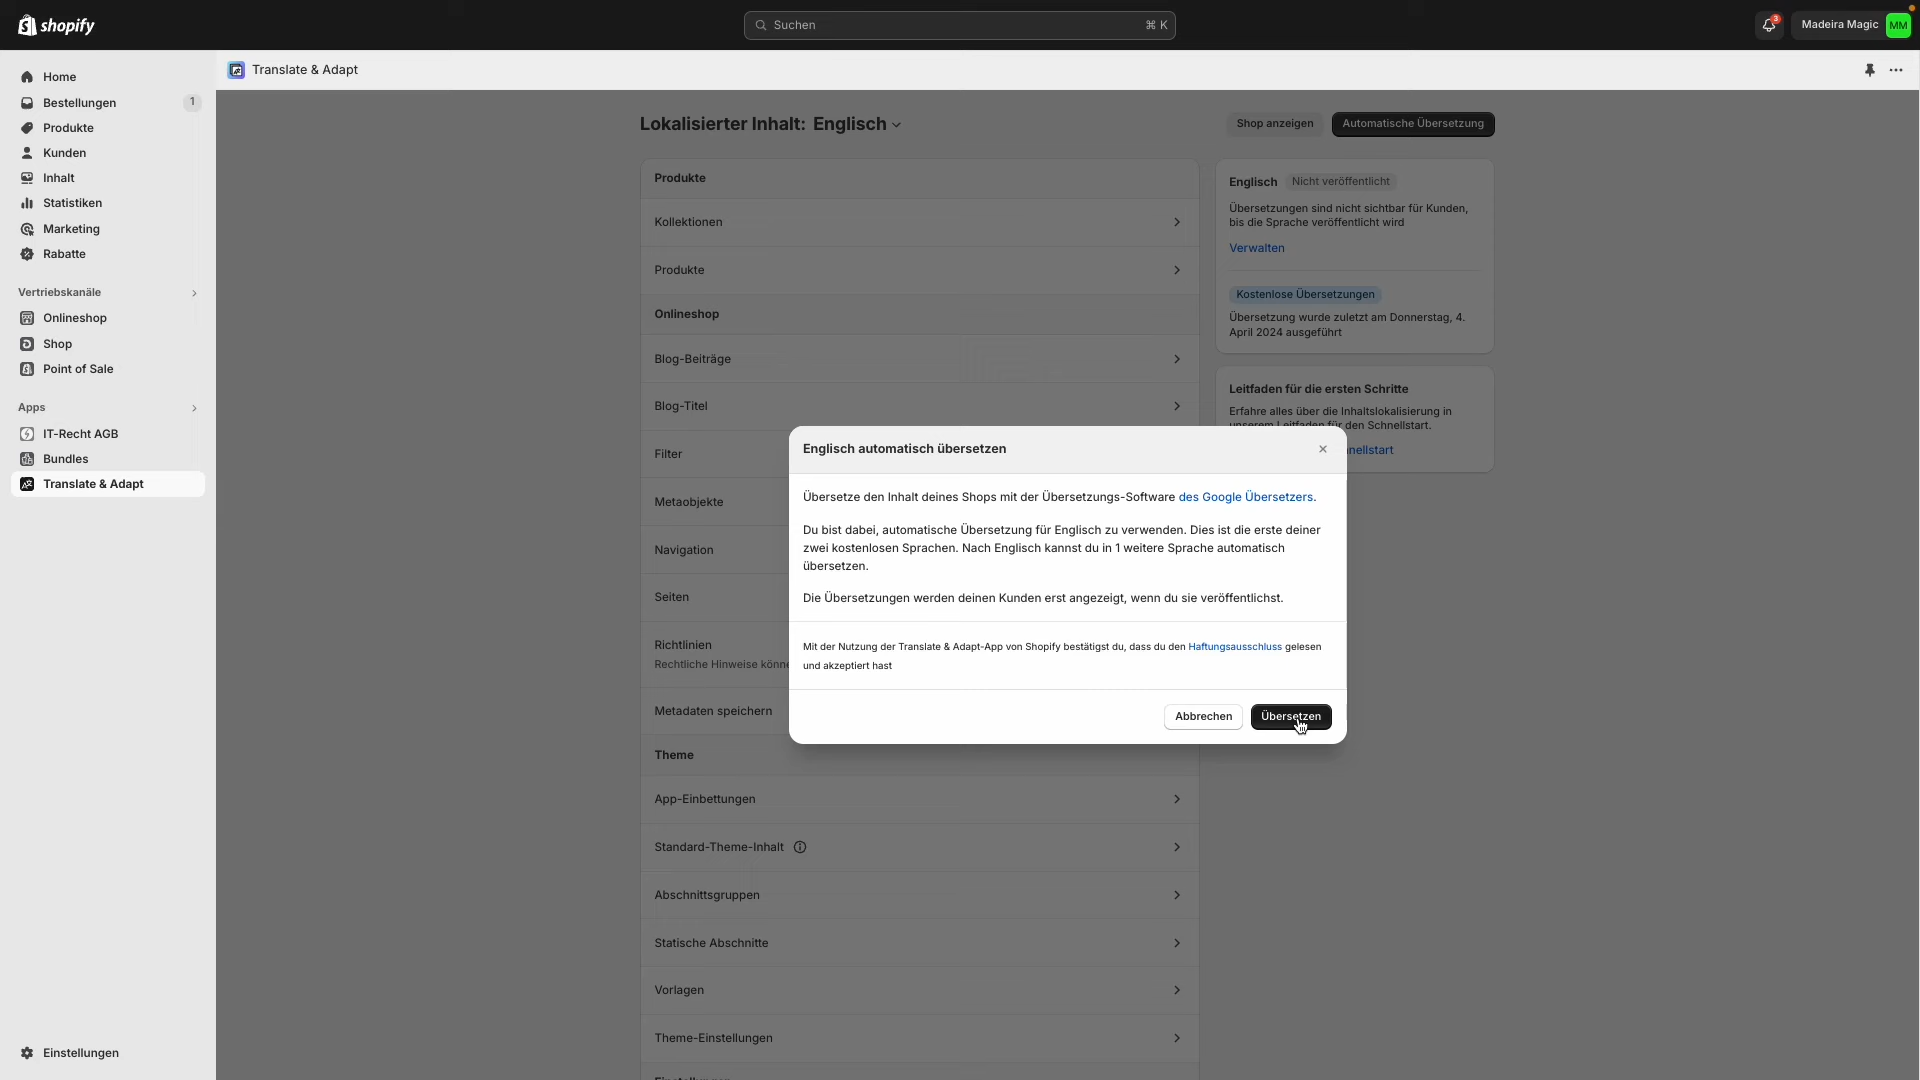 shopify
Suchen
⌘ K
3
Madeira Magic
MM
Home
Bestellungen
1
Produkte
Kunden
Inhalt
Statistiken
Marketing
Rabatte
Vertriebskanäle
Onlineshop
Shop
Point of Sale
Apps
IT-Recht AGB
Bundles
Translate & Adapt
Einstellungen
Translate & Adapt
Lokalisierter Inhalt: Englisch
Shop anzeigen
Automatische Übersetzung
Produkte
Kollektionen
Produkte
Onlineshop
Blog-Beiträge
Blog-Titel
Filter
Metaobjekte
Navigation
Seiten
Richtlinien
Rechtliche Hinweise könne
Metadaten speichern
Theme
App-Einbettungen
Standard-Theme-Inhalt
Abschnittsgruppen
Statische Abschnitte
Vorlagen
Theme-Einstellungen
Englisch
Nicht veröffentlicht
Übersetzungen sind nicht sichtbar für Kunden,
bis die Sprache veröffentlicht wird
Verwalten
Kostenlose Übersetzungen
Übersetzung wurde zuletzt am Donnerstag, 4.
April 2024 ausgeführt
Leitfaden für die ersten Schritte
Erfahre alles über die Inhaltslokalisierung in
unserem Leitfaden für den Schnellstart.
nellstart
Englisch automatisch übersetzen
Übersetze den Inhalt deines Shops mit der Übersetzungs-Software des Google Übersetzers.
Du bist dabei, automatische Übersetzung für Englisch zu verwenden. Dies ist die erste deiner
zwei kostenlosen Sprachen. Nach Englisch kannst du in 1 weitere Sprache automatisch
übersetzen.
Die Übersetzungen werden deinen Kunden erst angezeigt, wenn du sie veröffentlichst.
Mit der Nutzung der Translate & Adapt-App von Shopify bestätigst du, dass du den Haftungsausschluss gelesen
und akzeptiert hast
Abbrechen
Übersetzen